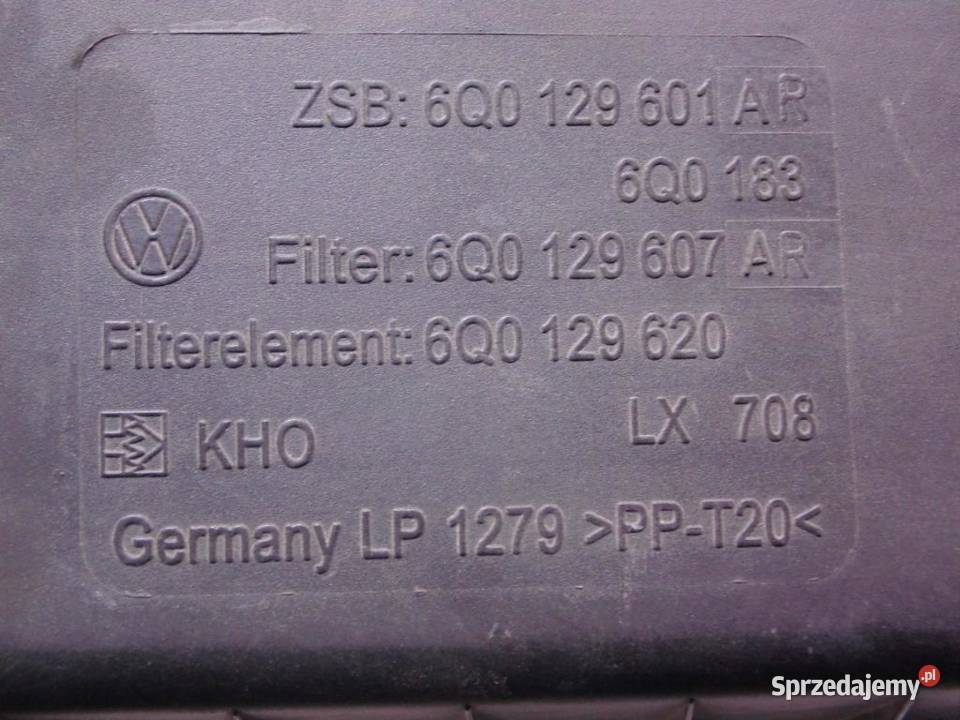 ZSB: 6Q0 129 601 AR
6Q0 183
Filter: 6Q0 129 607 AR
Filterelement: 6Q0 129 620
KHO LX 708
Germany LP 1279 >PP-T20<
Sprzedajemy.pl